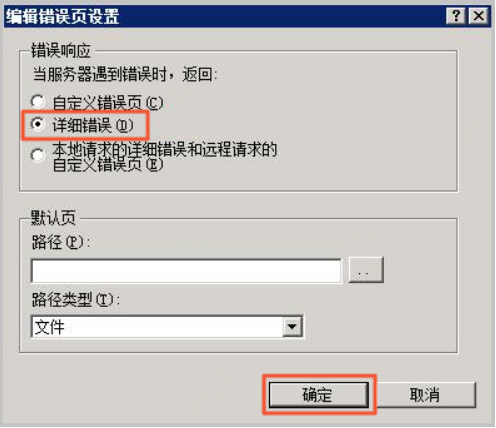 编辑错误页设置
错误响应
当服务器遇到错误时，返回:
自定义错误页(C)
详细错误(D)
本地请求的详细错误和远程请求的
自定义错误页(E)
默认页
路径(P):
..
路径类型(T):
文件
确定
取消